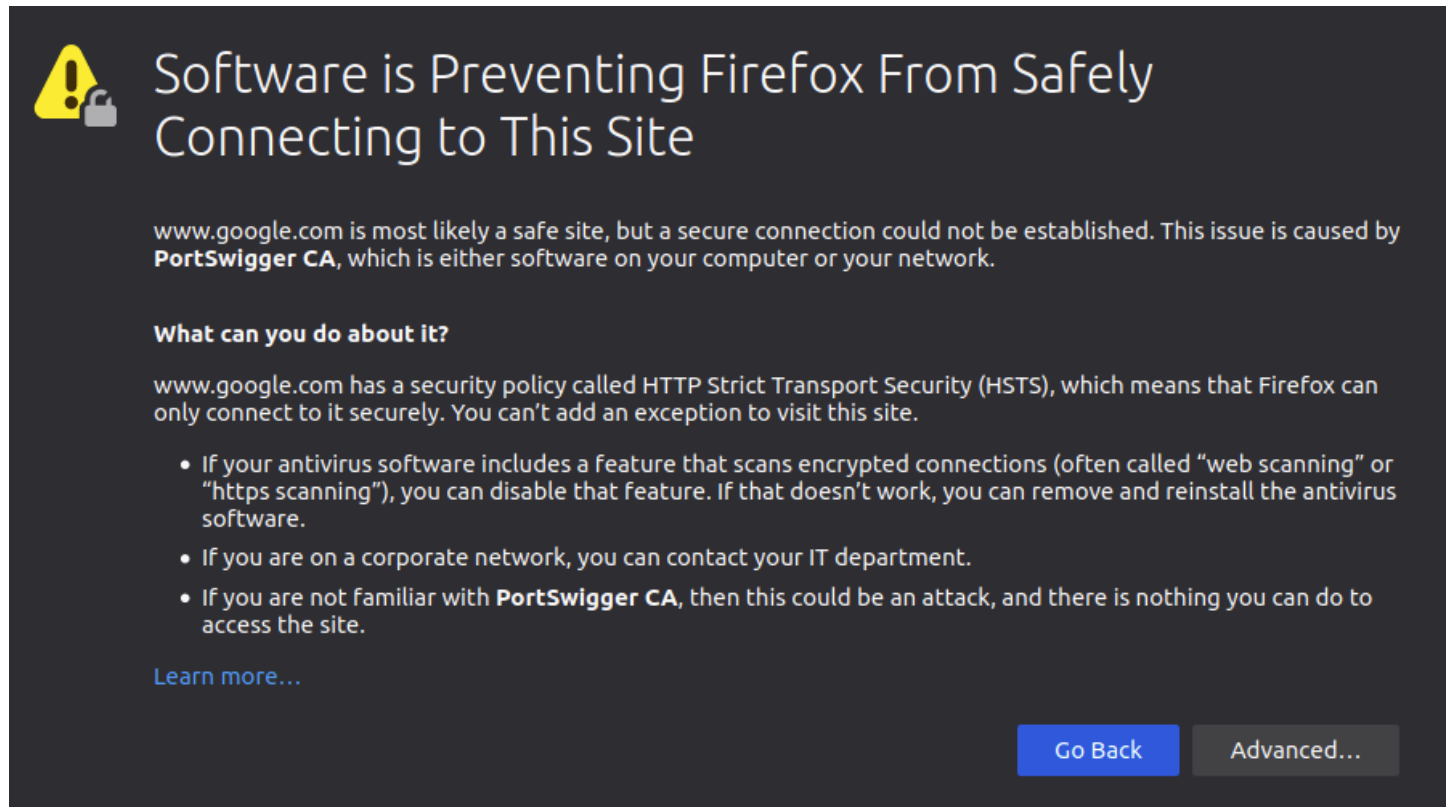 Software is Preventing Firefox From Safely
Connecting to This Site
www.google.com is most likely a safe site, but a secure connection could not be established. This issue is caused by
PortSwigger CA, which is either software on your computer or your network.
What can you do about it?
www.google.com has a security policy called HTTP Strict Transport Security (HSTS), which means that Firefox can
only connect to it securely. You can’t add an exception to visit this site.
• If your antivirus software includes a feature that scans encrypted connections (often called “web scanning” or
“https scanning”), you can disable that feature. If that doesn’t work, you can remove and reinstall the antivirus
software.
• If you are on a corporate network, you can contact your IT department.
• If you are not familiar with PortSwigger CA, then this could be an attack, and there is nothing you can do to
access the site.
Learn more…
Go Back Advanced…